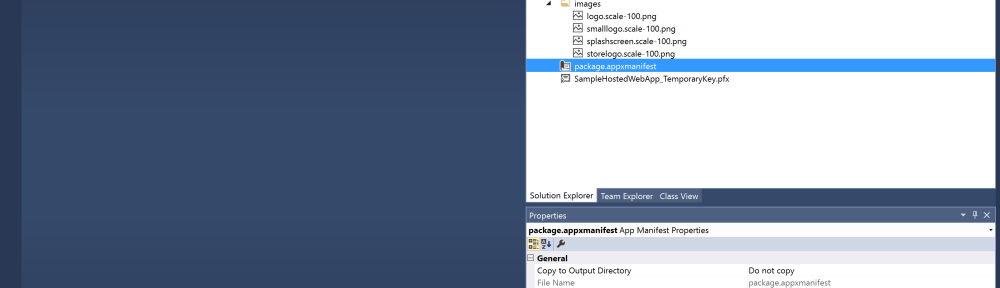 images
logo.scale-100.png
smalllogo.scale-100.png
splashscreen.scale-100.png
storelogo.scale-100.png
package.appxmanifest
SampleHostedWebApp_TemporaryKey.pfx
Solution Explorer Team Explorer Class View
Properties
package.appxmanifest App Manifest Properties
General
Copy to Output Directory Do not copy
File Name package.appxmanifest